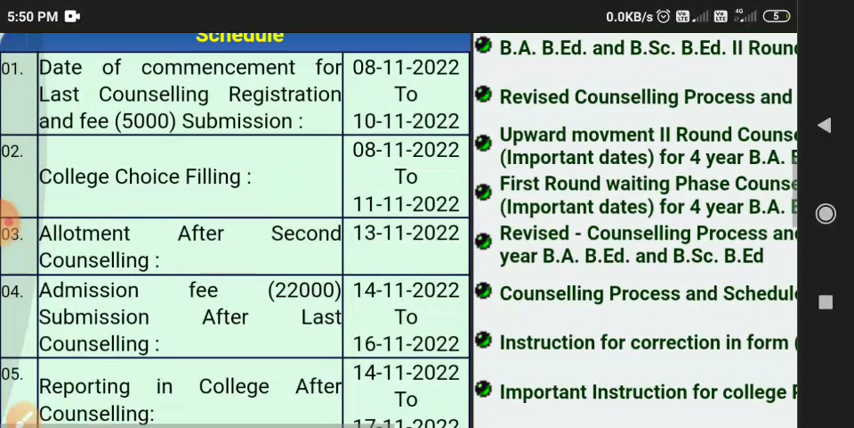 5:50 PM
0.0KB/s
4G
5
Schedule
01. Date of commencement for Last Counselling Registration and fee (5000) Submission : 08-11-2022 To 10-11-2022
02. College Choice Filling : 08-11-2022 To 11-11-2022
03. Allotment After Second Counselling : 13-11-2022
04. Admission fee (22000) Submission After Last Counselling : 14-11-2022 To 16-11-2022
05. Reporting in College After Counselling: 14-11-2022 To 17-11-2022
B.A. B.Ed. and B.Sc. B.Ed. II Roun
Revised Counselling Process and
Upward movment II Round Couns
(Important dates) for 4 year B.A. 
First Round waiting Phase Couns
(Important dates) for 4 year B.A. 
Revised - Counselling Process an
year B.A. B.Ed. and B.Sc. B.Ed
Counselling Process and Schedul
Instruction for correction in form (
Important Instruction for college